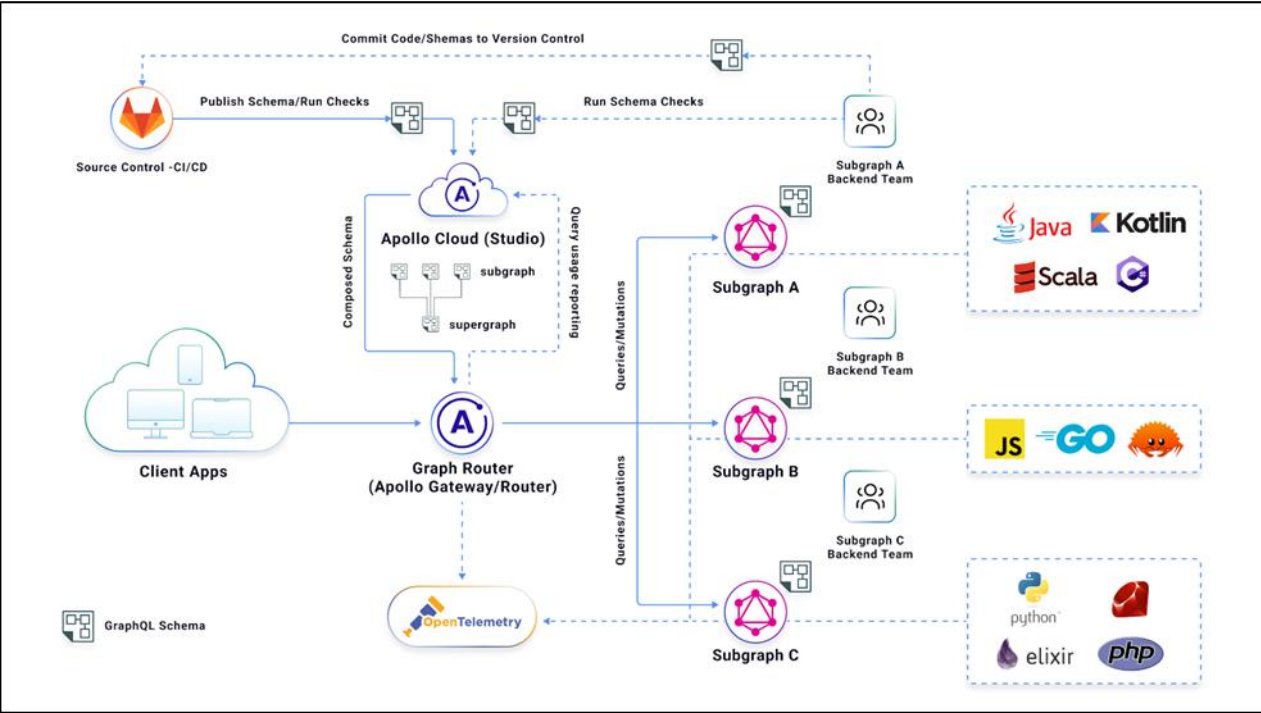 Commit Code/Shemas to Version Control
Publish Schema/Run Checks
Run Schema Checks
Source Control -CI/CD
Subgraph A
Backend Team
Composed Schema
A
Apollo Cloud (Studio)
subgraph
supergraph
Query usage reporting
Queries/Mutations
Subgraph A
Java
Kotlin
Scala
C
Subgraph B
Backend Team
Client Apps
A
Graph Router
(Apollo Gateway/Router)
Subgraph B
JS
GO
Queries/Mutations
Subgraph C
Backend Team
OpenTelemetry
Subgraph C
python
elixir
php
GraphQL Schema